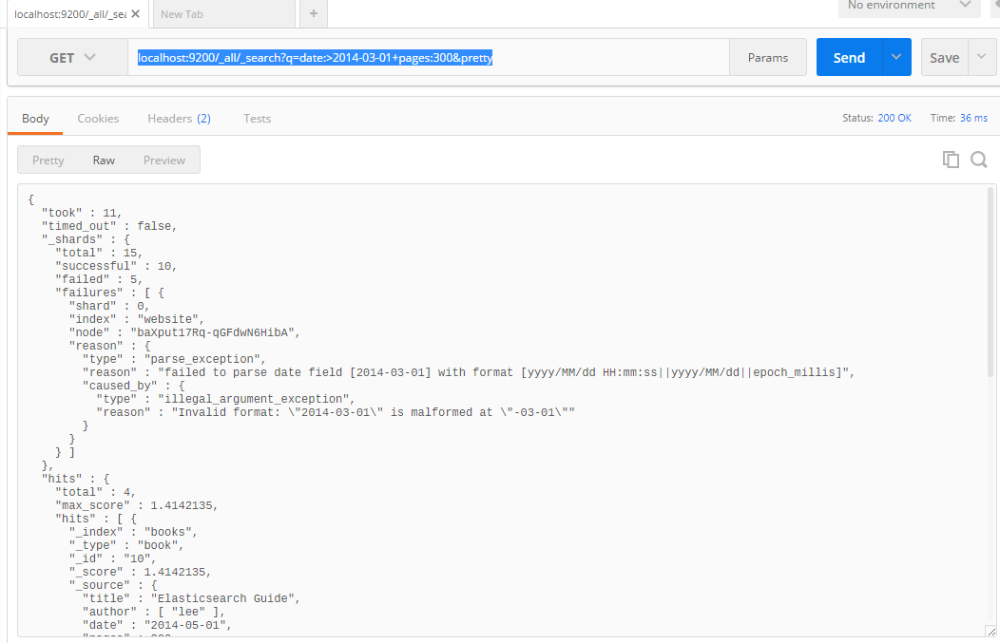 localhost:9200/_all/_sea
New Tab
+
No environment
GET
localhost:9200/_all/_search?q=date:>2014-03-01+pages:300&pretty
Params
Send
Save
Body
Cookies
Headers (2)
Tests
Status: 200 OK
Time: 36 ms
Pretty
Raw
Preview
{
"took" : 11,
"timed_out" : false,
"_shards" : {
"total" : 15,
"successful" : 10,
"failed" : 5,
"failures" : [ {
"shard" : 0,
"index" : "website",
"node" : "baXput17Rq-qGFdwN6HibA",
"reason" : {
"type" : "parse_exception",
"reason" : "failed to parse date field [2014-03-01] with format [yyyy/MM/dd HH:mm:ss||yyyy/MM/dd||epoch_millis]",
"caused_by" : {
"type" : "illegal_argument_exception",
"reason" : "Invalid format: \"2014-03-01\" is malformed at \"-03-01\""
}
}
} ]
},
"hits" : {
"total" : 4,
"max_score" : 1.4142135,
"hits" : [ {
"_index" : "books",
"_type" : "book",
"_id" : "10",
"_score" : 1.4142135,
"_source" : {
"title" : "Elasticsearch Guide",
"author" : [ "lee" ],
"date" : "2014-05-01",